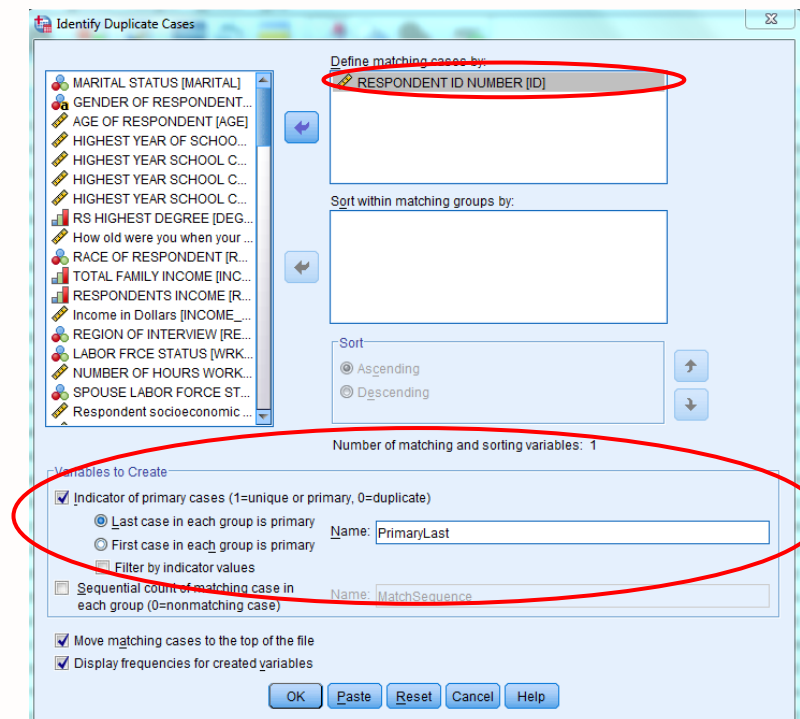 Identify Duplicate Cases
Define matching cases by:
RESPONDENT ID NUMBER [ID]
MARITAL STATUS [MARITAL]
GENDER OF RESPONDENT...
AGE OF RESPONDENT [AGE]
HIGHEST YEAR OF SCHOO...
HIGHEST YEAR SCHOOL C...
HIGHEST YEAR SCHOOL C...
HIGHEST YEAR SCHOOL C...
RS HIGHEST DEGREE [DEG...
How old were you when your ...
RACE OF RESPONDENT [R...
TOTAL FAMILY INCOME [INC...
RESPONDENTS INCOME [R...
Income in Dollars [INCOME_...
REGION OF INTERVIEW [RE...
LABOR FRCE STATUS [WRK...
NUMBER OF HOURS WORK...
SPOUSE LABOR FORCE ST...
Respondent socioeconomic ...
Sort within matching groups by:
Sort
Ascending
Descending
Number of matching and sorting variables: 1
Variables to Create
Indicator of primary cases (1=unique or primary, 0=duplicate)
Last case in each group is primary
First case in each group is primary
Name: PrimaryLast
Filter by indicator values
Sequential count of matching case in
each group (0=nonmatching case)
Name: MatchSequence
Move matching cases to the top of the file
Display frequencies for created variables
OK Paste Reset Cancel Help